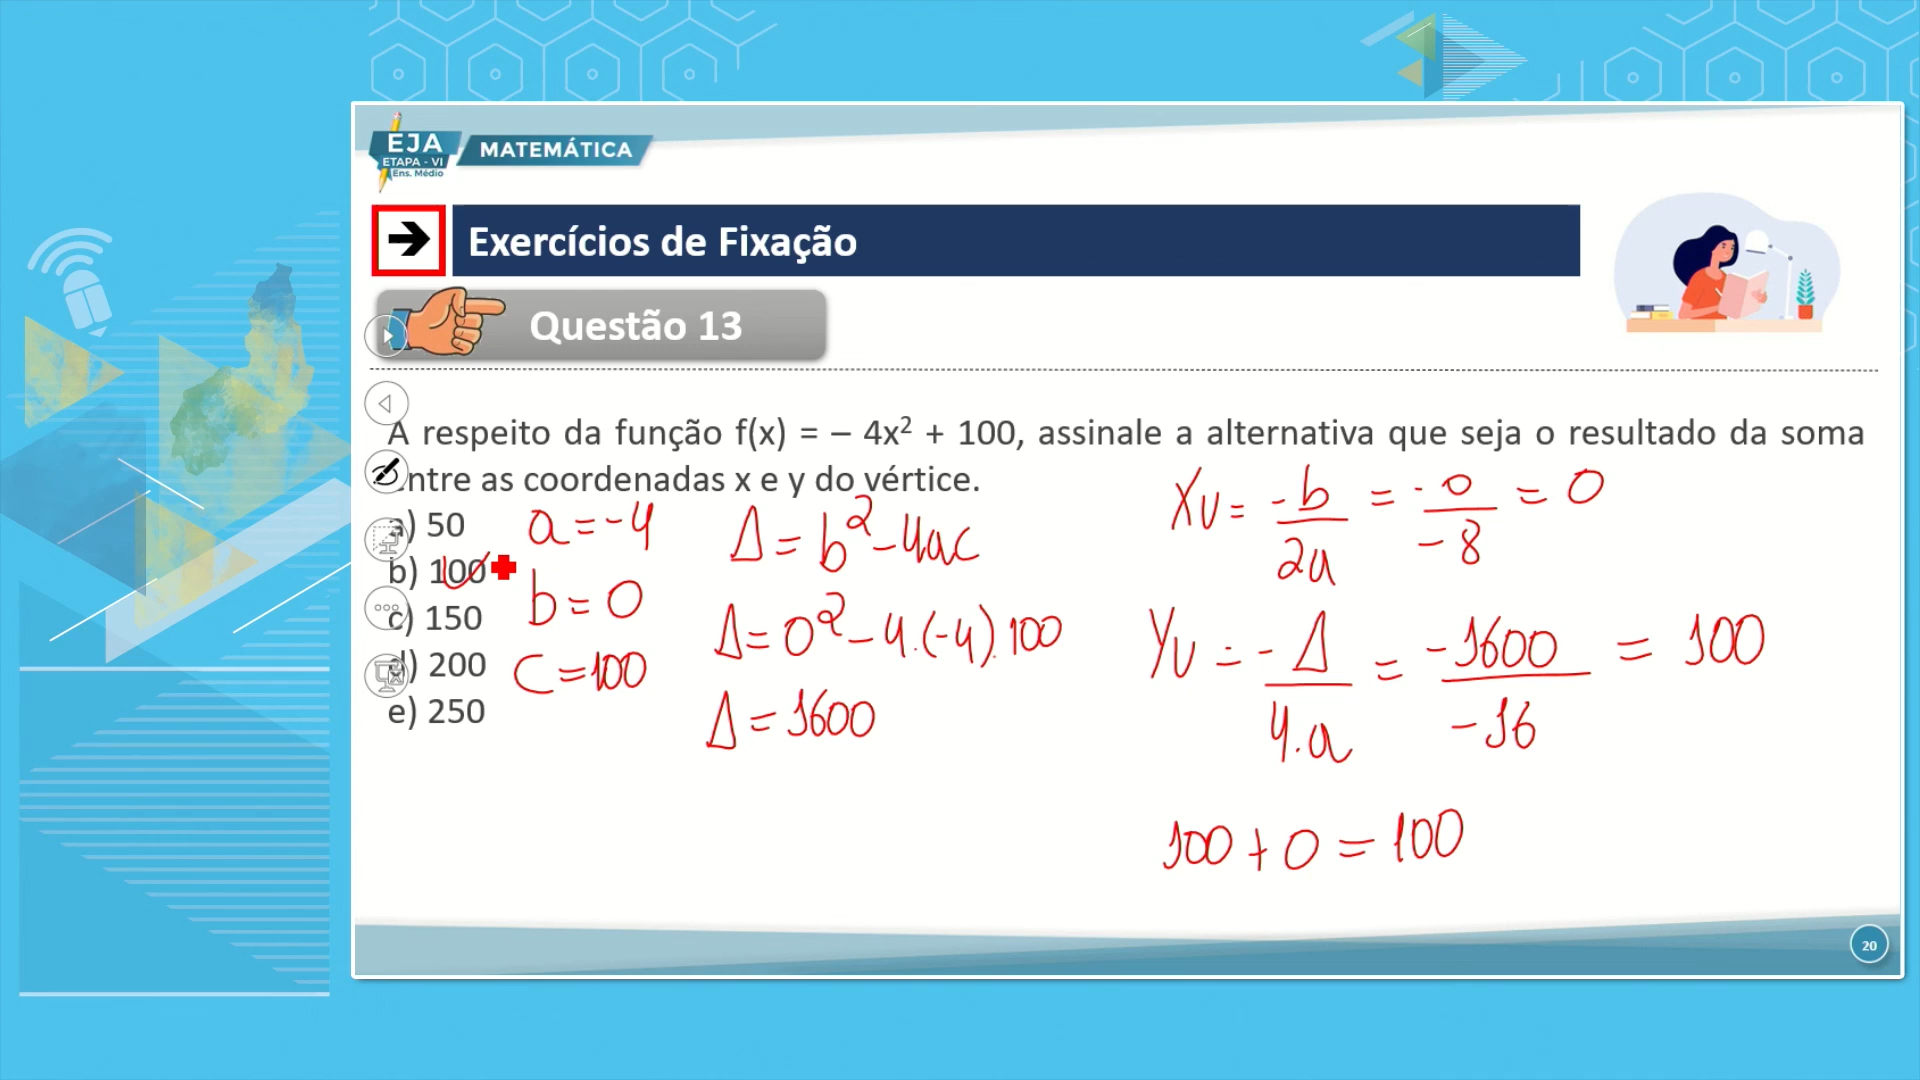 EJA
ETAPA - VI
Ens. Médio
MATEMÁTICA
Exercícios de Fixação
Questão 13
A respeito da função f(x) = – 4x² + 100, assinale a alternativa que seja o resultado da soma
entre as coordenadas x e y do vértice.
a) 50
b) 100
c) 150
d) 200
e) 250
a = -4
b = 0
c = 100
Δ = b² - 4ac
Δ = 0² - 4.(-4).100
Δ = 1600
Xv = -b/2a = -0/-8 = 0
Yv = -Δ/4.a = -1600/-16 = 100
100 + 0 = 100
20